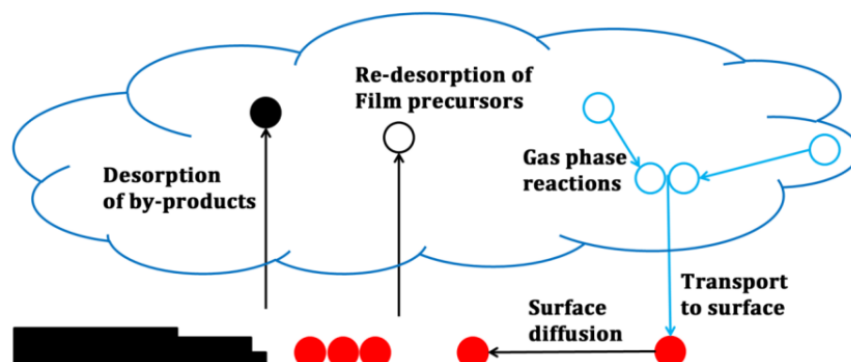 Re-desorption of
Film precursors
Gas phase
reactions
Desorption
of by-products
Transport
to surface
Surface
diffusion